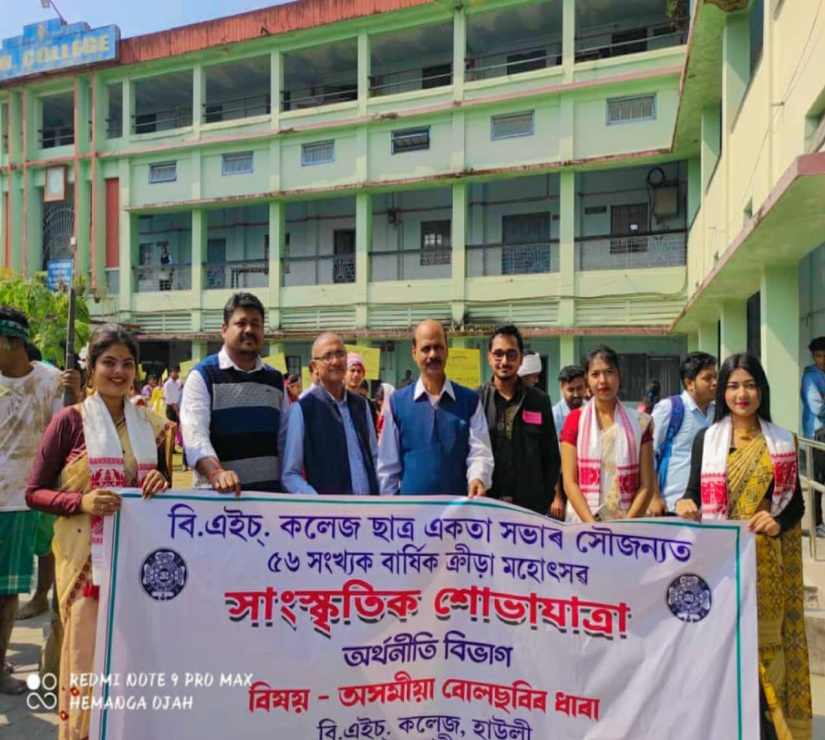 COLLEGE
বি.এইচ্. কলেজ ছাত্ৰ একতা সভাৰ সৌজন্যত
৫৬ সংখ্যক বাৰ্ষিক ক্ৰীড়া মহোৎসৱ
সাংস্কৃতিক শোভাযাত্ৰা
অৰ্থনীতি বিভাগ
বিষয় - অসমীয়া বোলছবিৰ ধাৰা
বি.এইচ্. কলেজ, হাউলী
REDMI NOTE 9 PRO MAX
HEMANGA OJAH